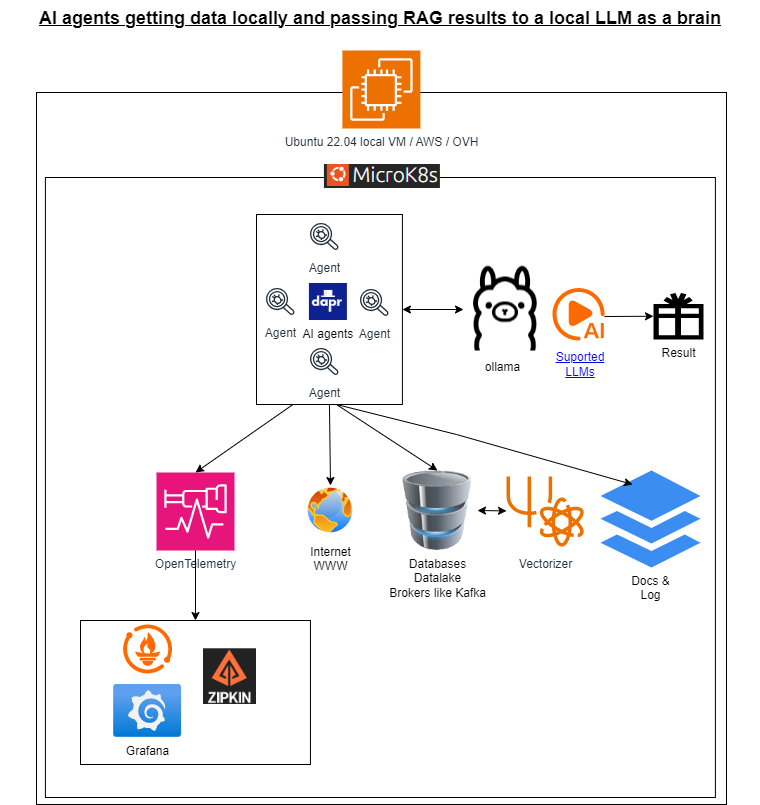 AI agents getting data locally and passing RAG results to a local LLM as a brain
Ubuntu 22.04 local VM / AWS / OVH
MicroK8s
Agent
dapr
Agent
AI agents
Agent
Agent
ollama
AI
Suported
LLMs
Result
OpenTelemetry
Internet
WWW
Databases
Datalake
Brokers like Kafka
Vectorizer
Docs &
Log
ZIPKIN
Grafana